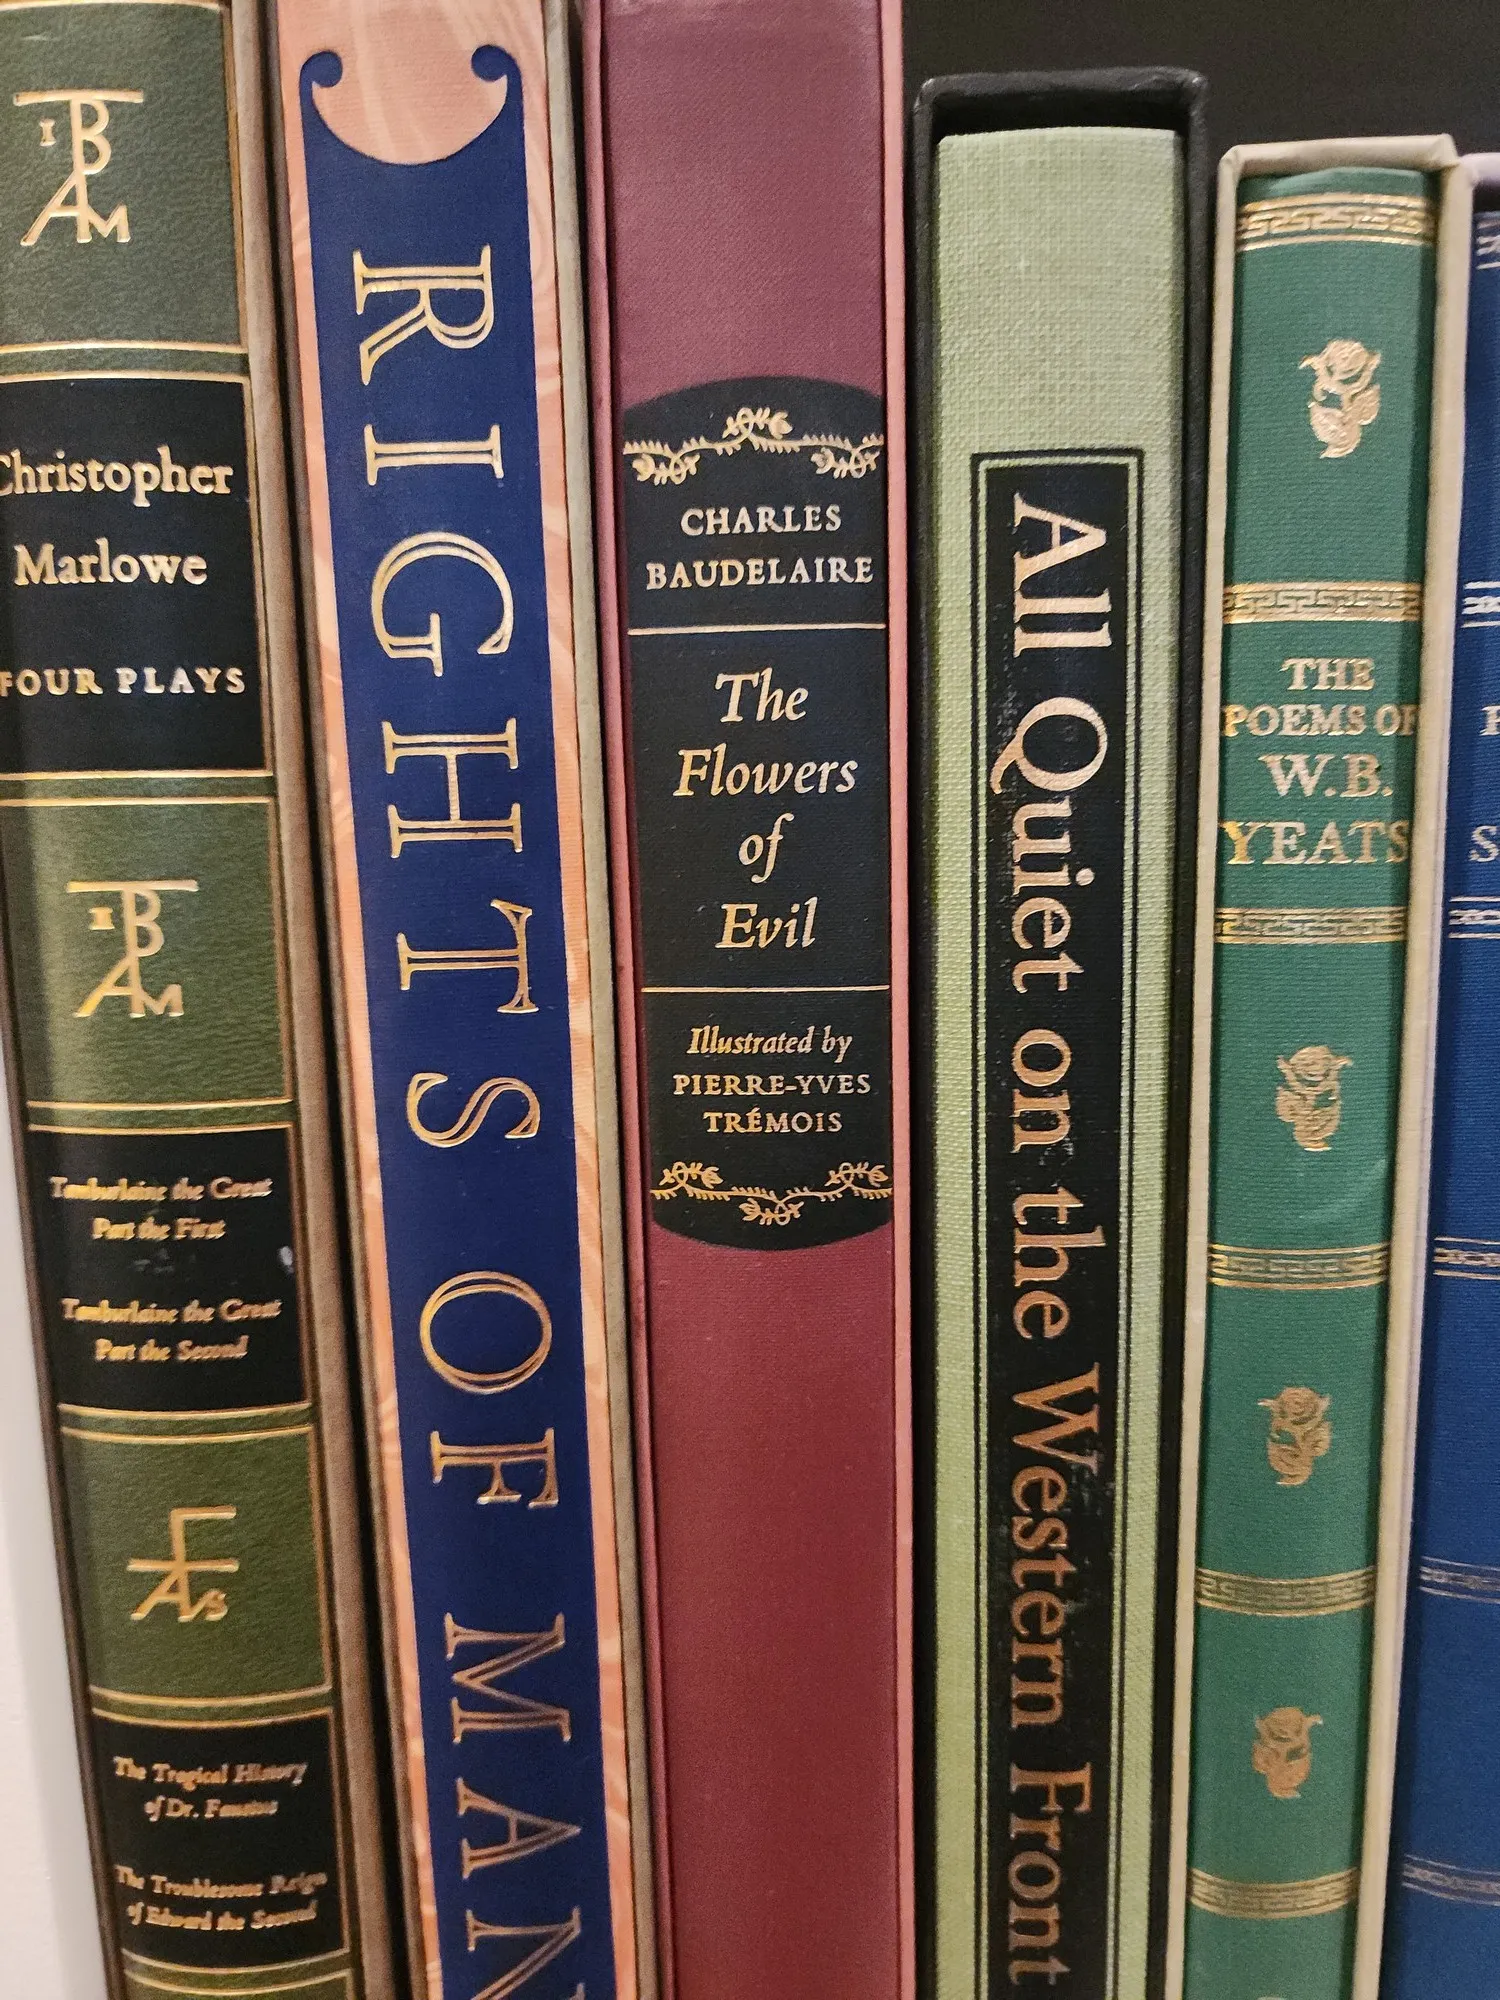 Christopher
Marlowe
FOUR PLAYS
Tamburlaine the Great
Part the First
Tamburlaine the Great
Part the Second
The Tragical History
of Dr. Faustus
The Troublesome Reign
of Edward the Second
RIGHTS OF MAN
CHARLES
BAUDELAIRE
The
Flowers
of
Evil
Illustrated by
PIERRE-YVES
TRÉMOIS
All Quiet on the Western Front
THE
POEMS OF
W.B.
YEATS